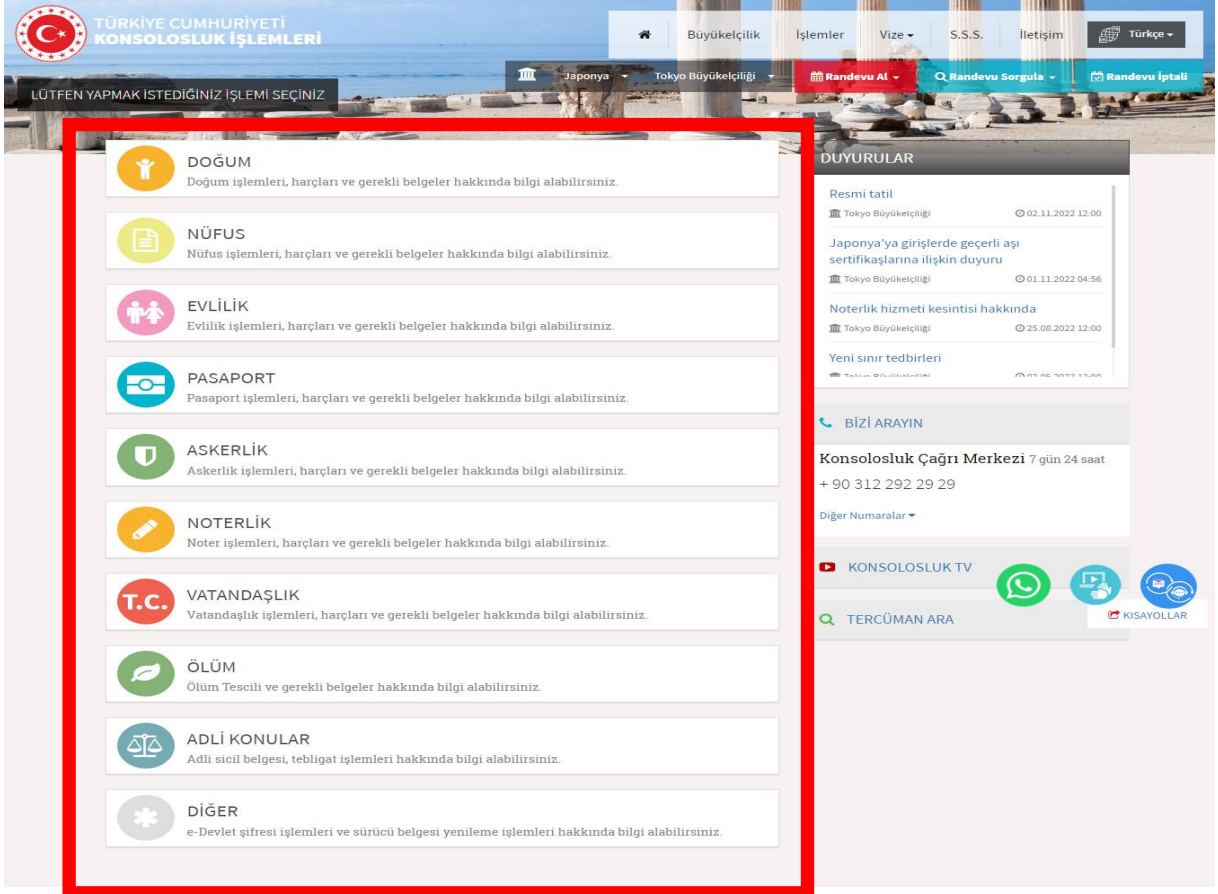 TÜRKİYE CUMHURİYETİ
KONSOLOSLUK İŞLEMLERİ
Büyükelçilik İşlemler Vize S.S.S. İletişim Türkçe
Japonya Tokyo Büyükelçiliği Randevu Al Randevu Sorgula Randevu İptali
LÜTFEN YAPMAK İSTEDİĞİNİZ İŞLEMİ SEÇİNİZ
DOĞUM
Doğum işlemleri, harçları ve gerekli belgeler hakkında bilgi alabilirsiniz.
NÜFUS
Nüfus işlemleri, harçları ve gerekli belgeler hakkında bilgi alabilirsiniz.
EVLİLİK
Evlilik işlemleri, harçları ve gerekli belgeler hakkında bilgi alabilirsiniz.
PASAPORT
Pasaport işlemleri, harçları ve gerekli belgeler hakkında bilgi alabilirsiniz.
ASKERLİK
Askerlik işlemleri, harçları ve gerekli belgeler hakkında bilgi alabilirsiniz.
NOTERLİK
Noter işlemleri, harçları ve gerekli belgeler hakkında bilgi alabilirsiniz.
T.C.
VATANDAŞLIK
Vatandaşlık işlemleri, harçları ve gerekli belgeler hakkında bilgi alabilirsiniz.
ÖLÜM
Ölüm Tescili ve gerekli belgeler hakkında bilgi alabilirsiniz.
ADLİ KONULAR
Adli sicil belgesi, tebligat işlemleri hakkında bilgi alabilirsiniz.
DİĞER
e-Devlet şifresi işlemleri ve sürücü belgesi yenileme işlemleri hakkında bilgi alabilirsiniz.
DUYURULAR
Resmi tatil
Tokyo Büyükelçiliği 02.11.2022 12:00
Japonya'ya girişlerde geçerli aşı
sertifikaşlarına ilişkin duyuru
Tokyo Büyükelçiliği 01.11.2022 04:56
Noterlik hizmeti kesintisi hakkında
Tokyo Büyükelçiliği 25.08.2022 12:00
Yeni sınır tedbirleri
Tokyo Büyükelçiliği 02.06.2022 12:00
BİZİ ARAYIN
Konsolosluk Çağrı Merkezi 7 gün 24 saat
+ 90 312 292 29 29
Diğer Numaralar
KONSOLOSLUK TV
TERCÜMAN ARA
KISAYOLLAR